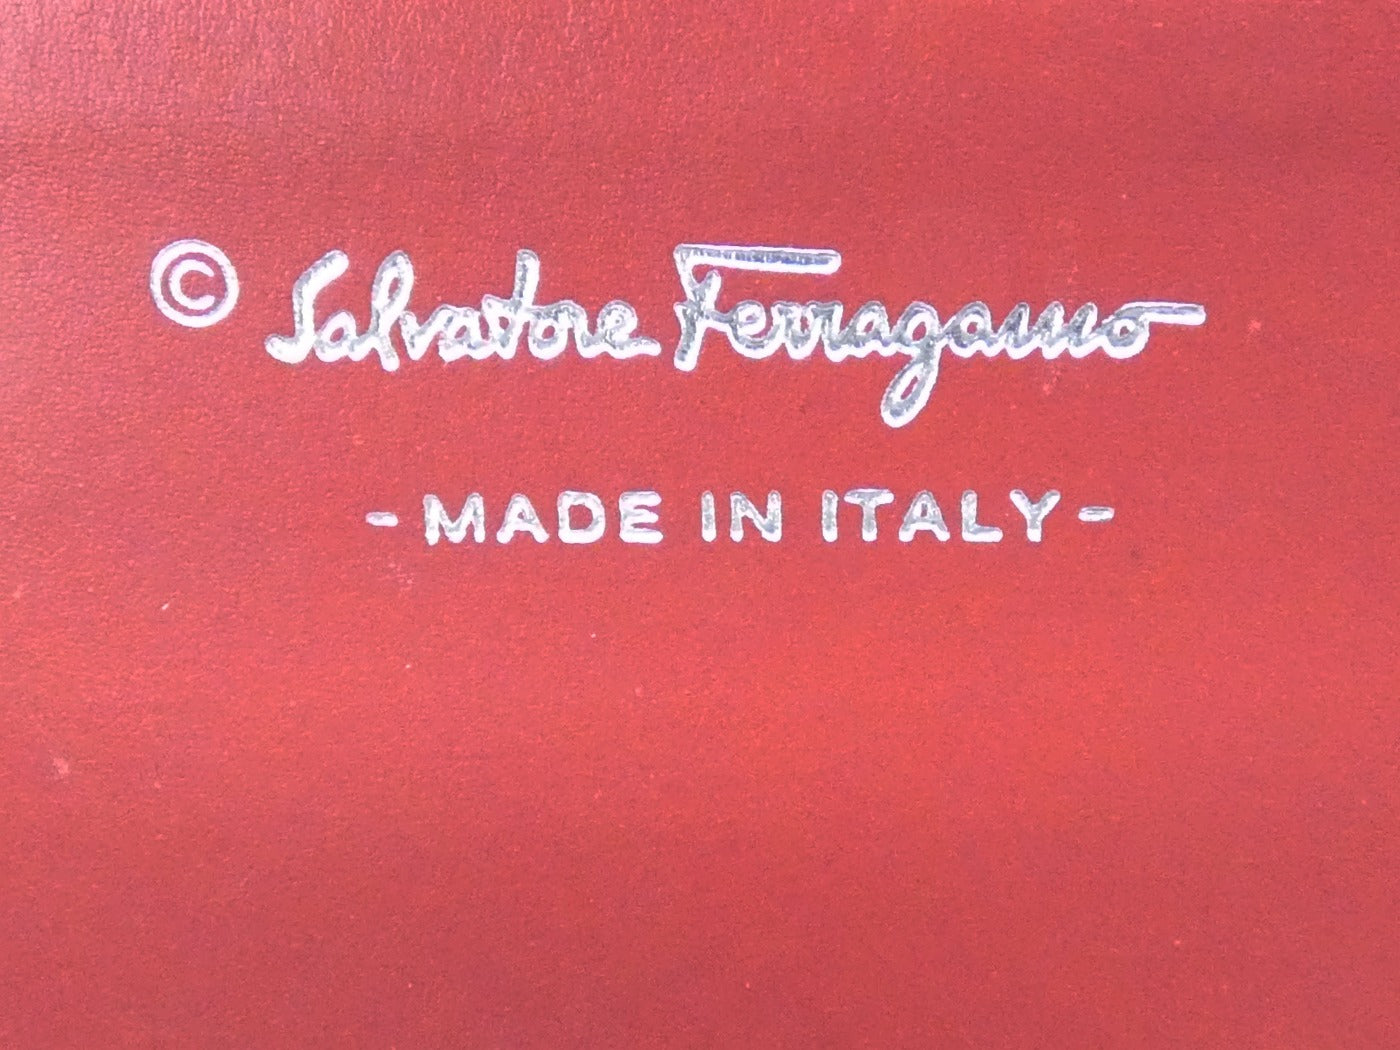 © Salvatore Ferragamo
- MADE IN ITALY -